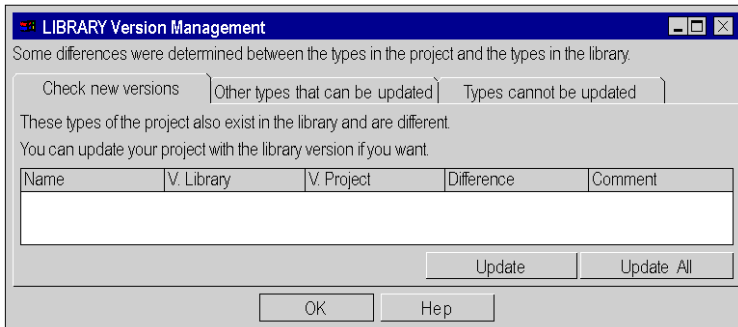 LIBRARY Version Management
Some differences were determined between the types in the project and the types in the library.
Check new versions Other types that can be updated Types cannot be updated
These types of the project also exist in the library and are different.
You can update your project with the library version if you want.
Name V. Library V. Project Difference Comment
Update Update All
OK Hep